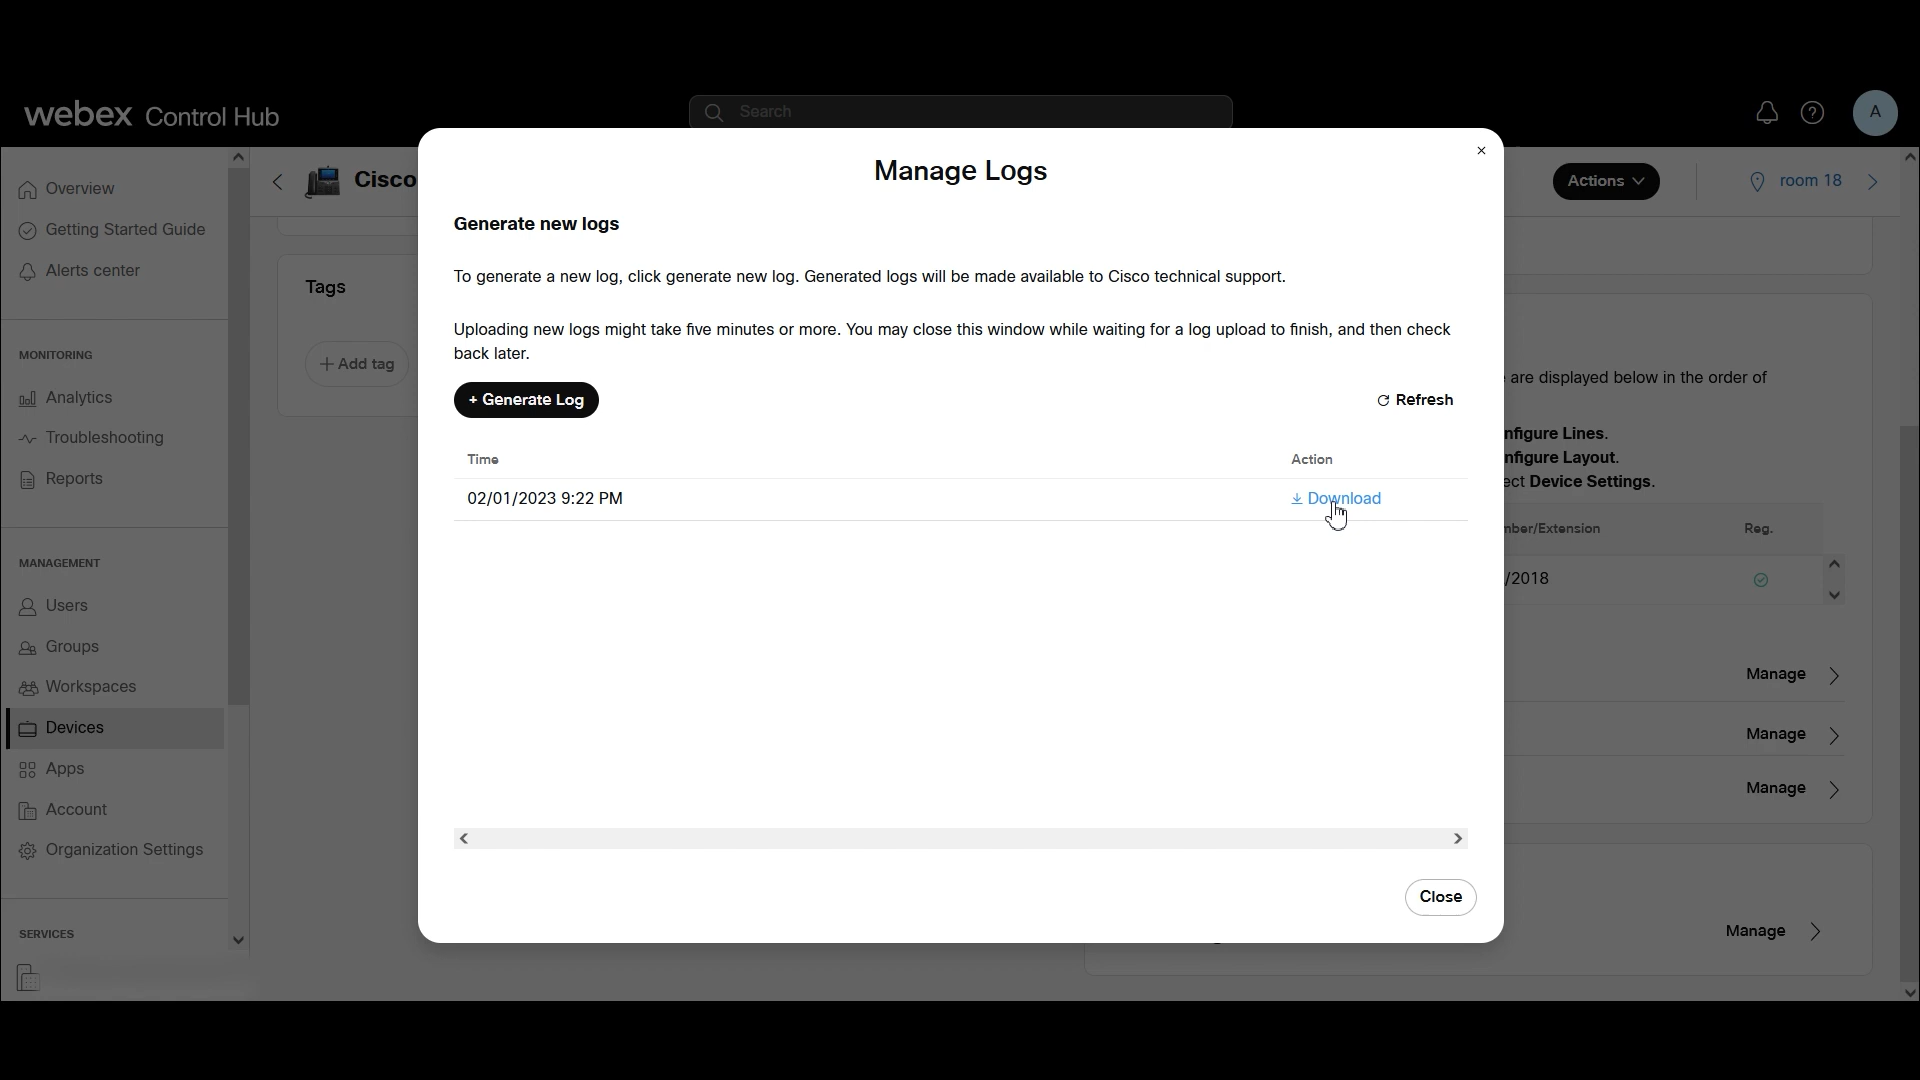 webex Control Hub
Search
A
Overview
Getting Started Guide
Alerts center
MONITORING
Analytics
Troubleshooting
Reports
MANAGEMENT
Users
Groups
Workspaces
Devices
Apps
Account
Organization Settings
SERVICES
Cisco
Actions
room 18
Tags
+ Add tag
Manage Logs
×
Generate new logs
To generate a new log, click generate new log. Generated logs will be made available to Cisco technical support.
Uploading new logs might take five minutes or more. You may close this window while waiting for a log upload to finish, and then check
back later.
+ Generate Log
Refresh
Time Action
02/01/2023 9:22 PM Download
Close
are displayed below in the order of
nfigure Lines.
nfigure Layout.
ect Device Settings.
nber/Extension Reg.
/2018
Manage
Manage
Manage
Manage